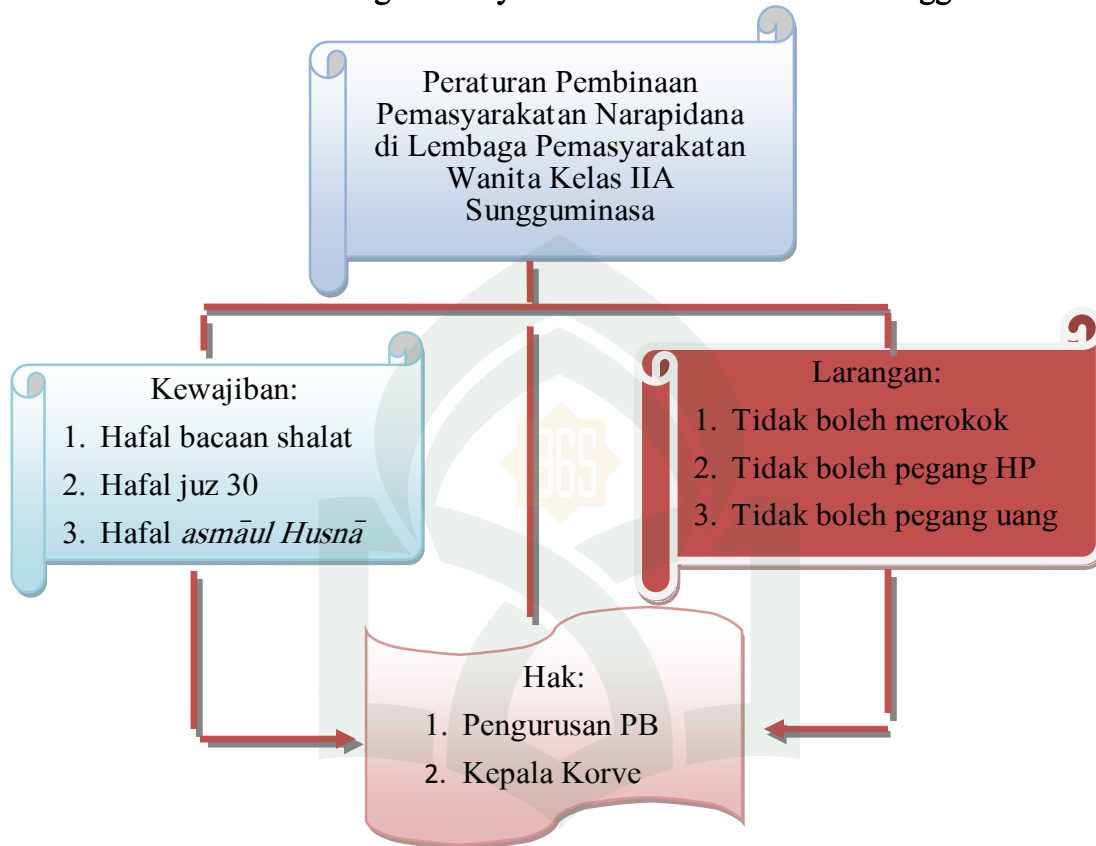 Peraturan Pembinaan
Pemasyarakatan Narapidana
di Lembaga Pemasyarakatan
Wanita Kelas IIA
Sungguminasa
Kewajiban:
1. Hafal bacaan shalat
2. Hafal juz 30
3. Hafal asmāul Husnā
Larangan:
1. Tidak boleh merokok
2. Tidak boleh pegang HP
3. Tidak boleh pegang uang
Hak:
1. Pengurusan PB
2. Kepala Korve